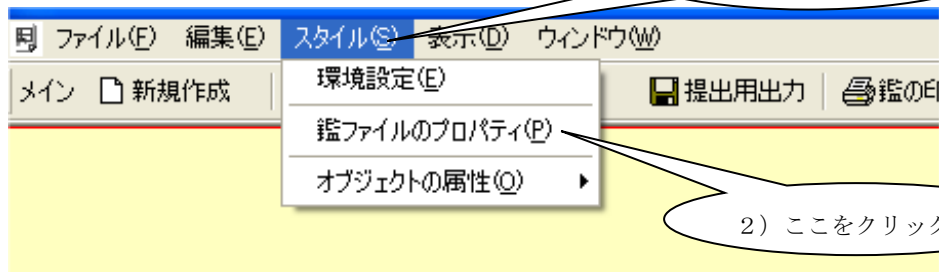 ファイル(F) 編集(E) スタイル(S) 表示(D) ウィンドウ(W)
メイン 新規作成 提出用出力 鑑の印
環境設定(E)
鑑ファイルのプロパティ(P)
オブジェクトの属性(O)
2）ここをクリック